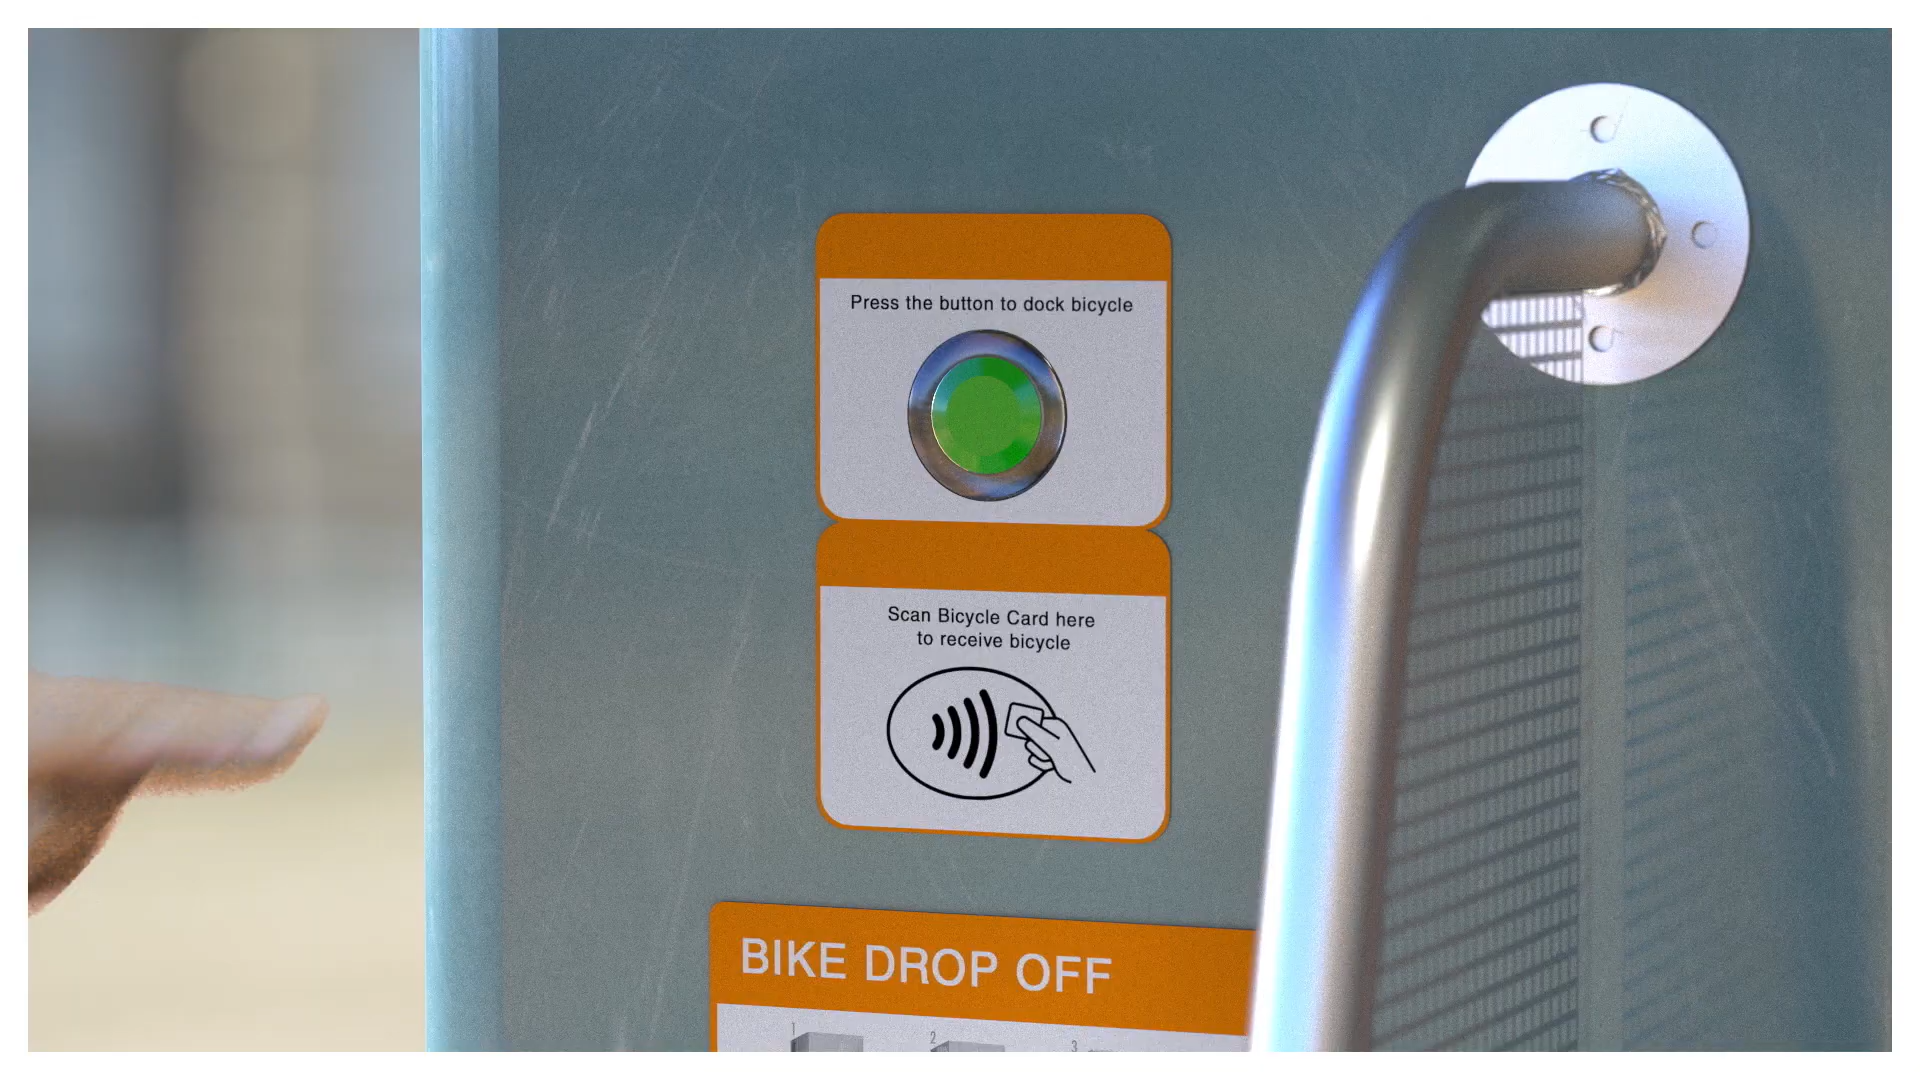 Press the button to dock bicycle
Scan Bicycle Card here
to receive bicycle
BIKE DROP OFF
1 2 3